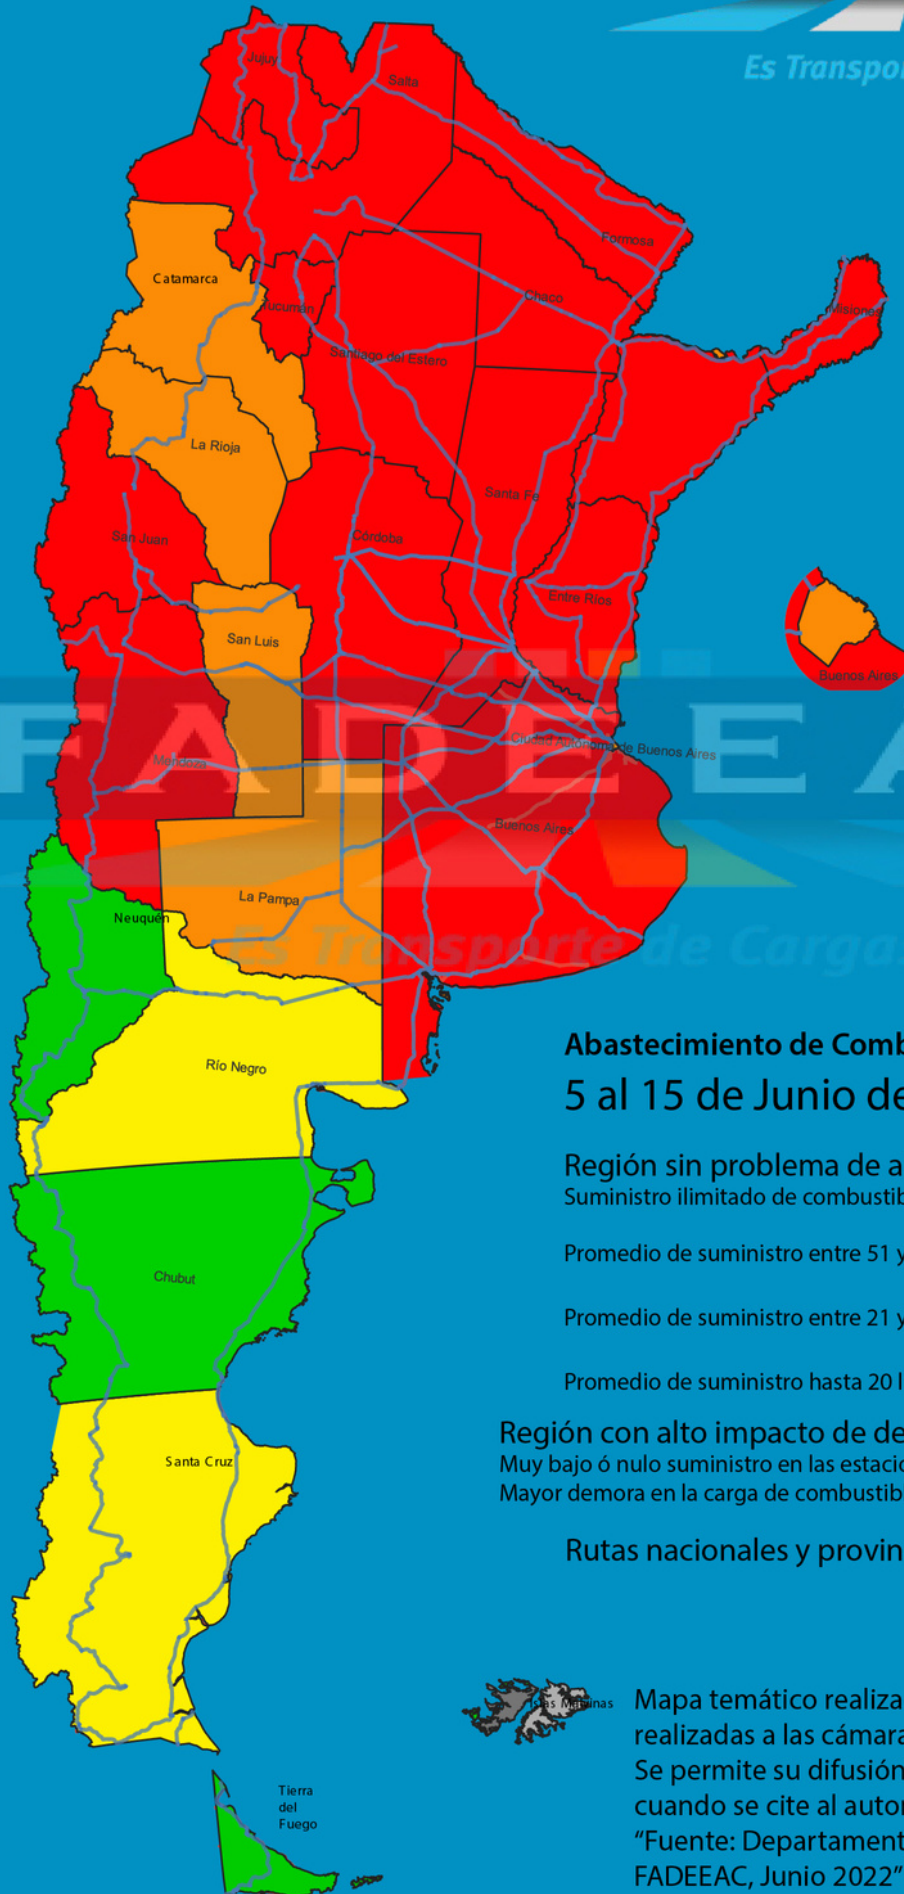 Es Transpor
Jujuy
Salta
Formosa
Catamarca
Chaco
Misiones
Tucumán
Santiago del Estero
La Rioja
Santa Fe
San Juan
Córdoba
Entre Ríos
San Luis
Buenos Aires
FADEEA
Ciudad Autónoma de Buenos Aires
Mendoza
Buenos Aires
La Pampa
Neuquén
Es Transporte de Carga
Río Negro
Abastecimiento de Comb
5 al 15 de Junio de
Región sin problema de a
Suministro ilimitado de combustib
Promedio de suministro entre 51 y
Chubut
Promedio de suministro entre 21 y
Promedio de suministro hasta 20 l
Región con alto impacto de de
Muy bajo ó nulo suministro en las estacio
Mayor demora en la carga de combustib
Santa Cruz
Rutas nacionales y provin
Islas Malvinas
Mapa temático realiza
realizadas a las cámara
Se permite su difusión
cuando se cite al autor
"Fuente: Departament
FADEEAC, Junio 2022"
Tierra
del
Fuego